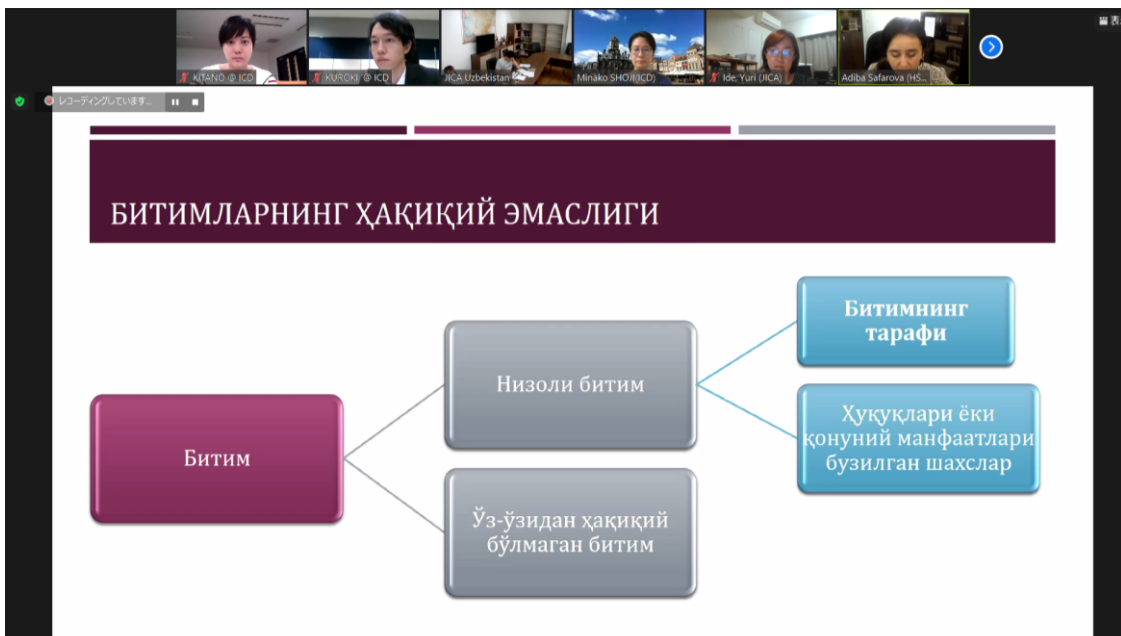 KITANO @ ICD
KUROKI @ ICD
JICA Uzbekistan
Minako SHOJI(ICD)
Ide, Yuri (JICA)
Adiba Safarova (HS...
レコーディングしています...
БИТИМЛАРНИНГ ҲАҚИҚИЙ ЭМАСЛИГИ
Битим
Низоли битим
Ўз-ўзидан ҳақиқий
бўлмаган битим
Битимнинг
тарафи
Ҳуқуқлари ёки
қонуний манфаатлари
бузилган шахслар